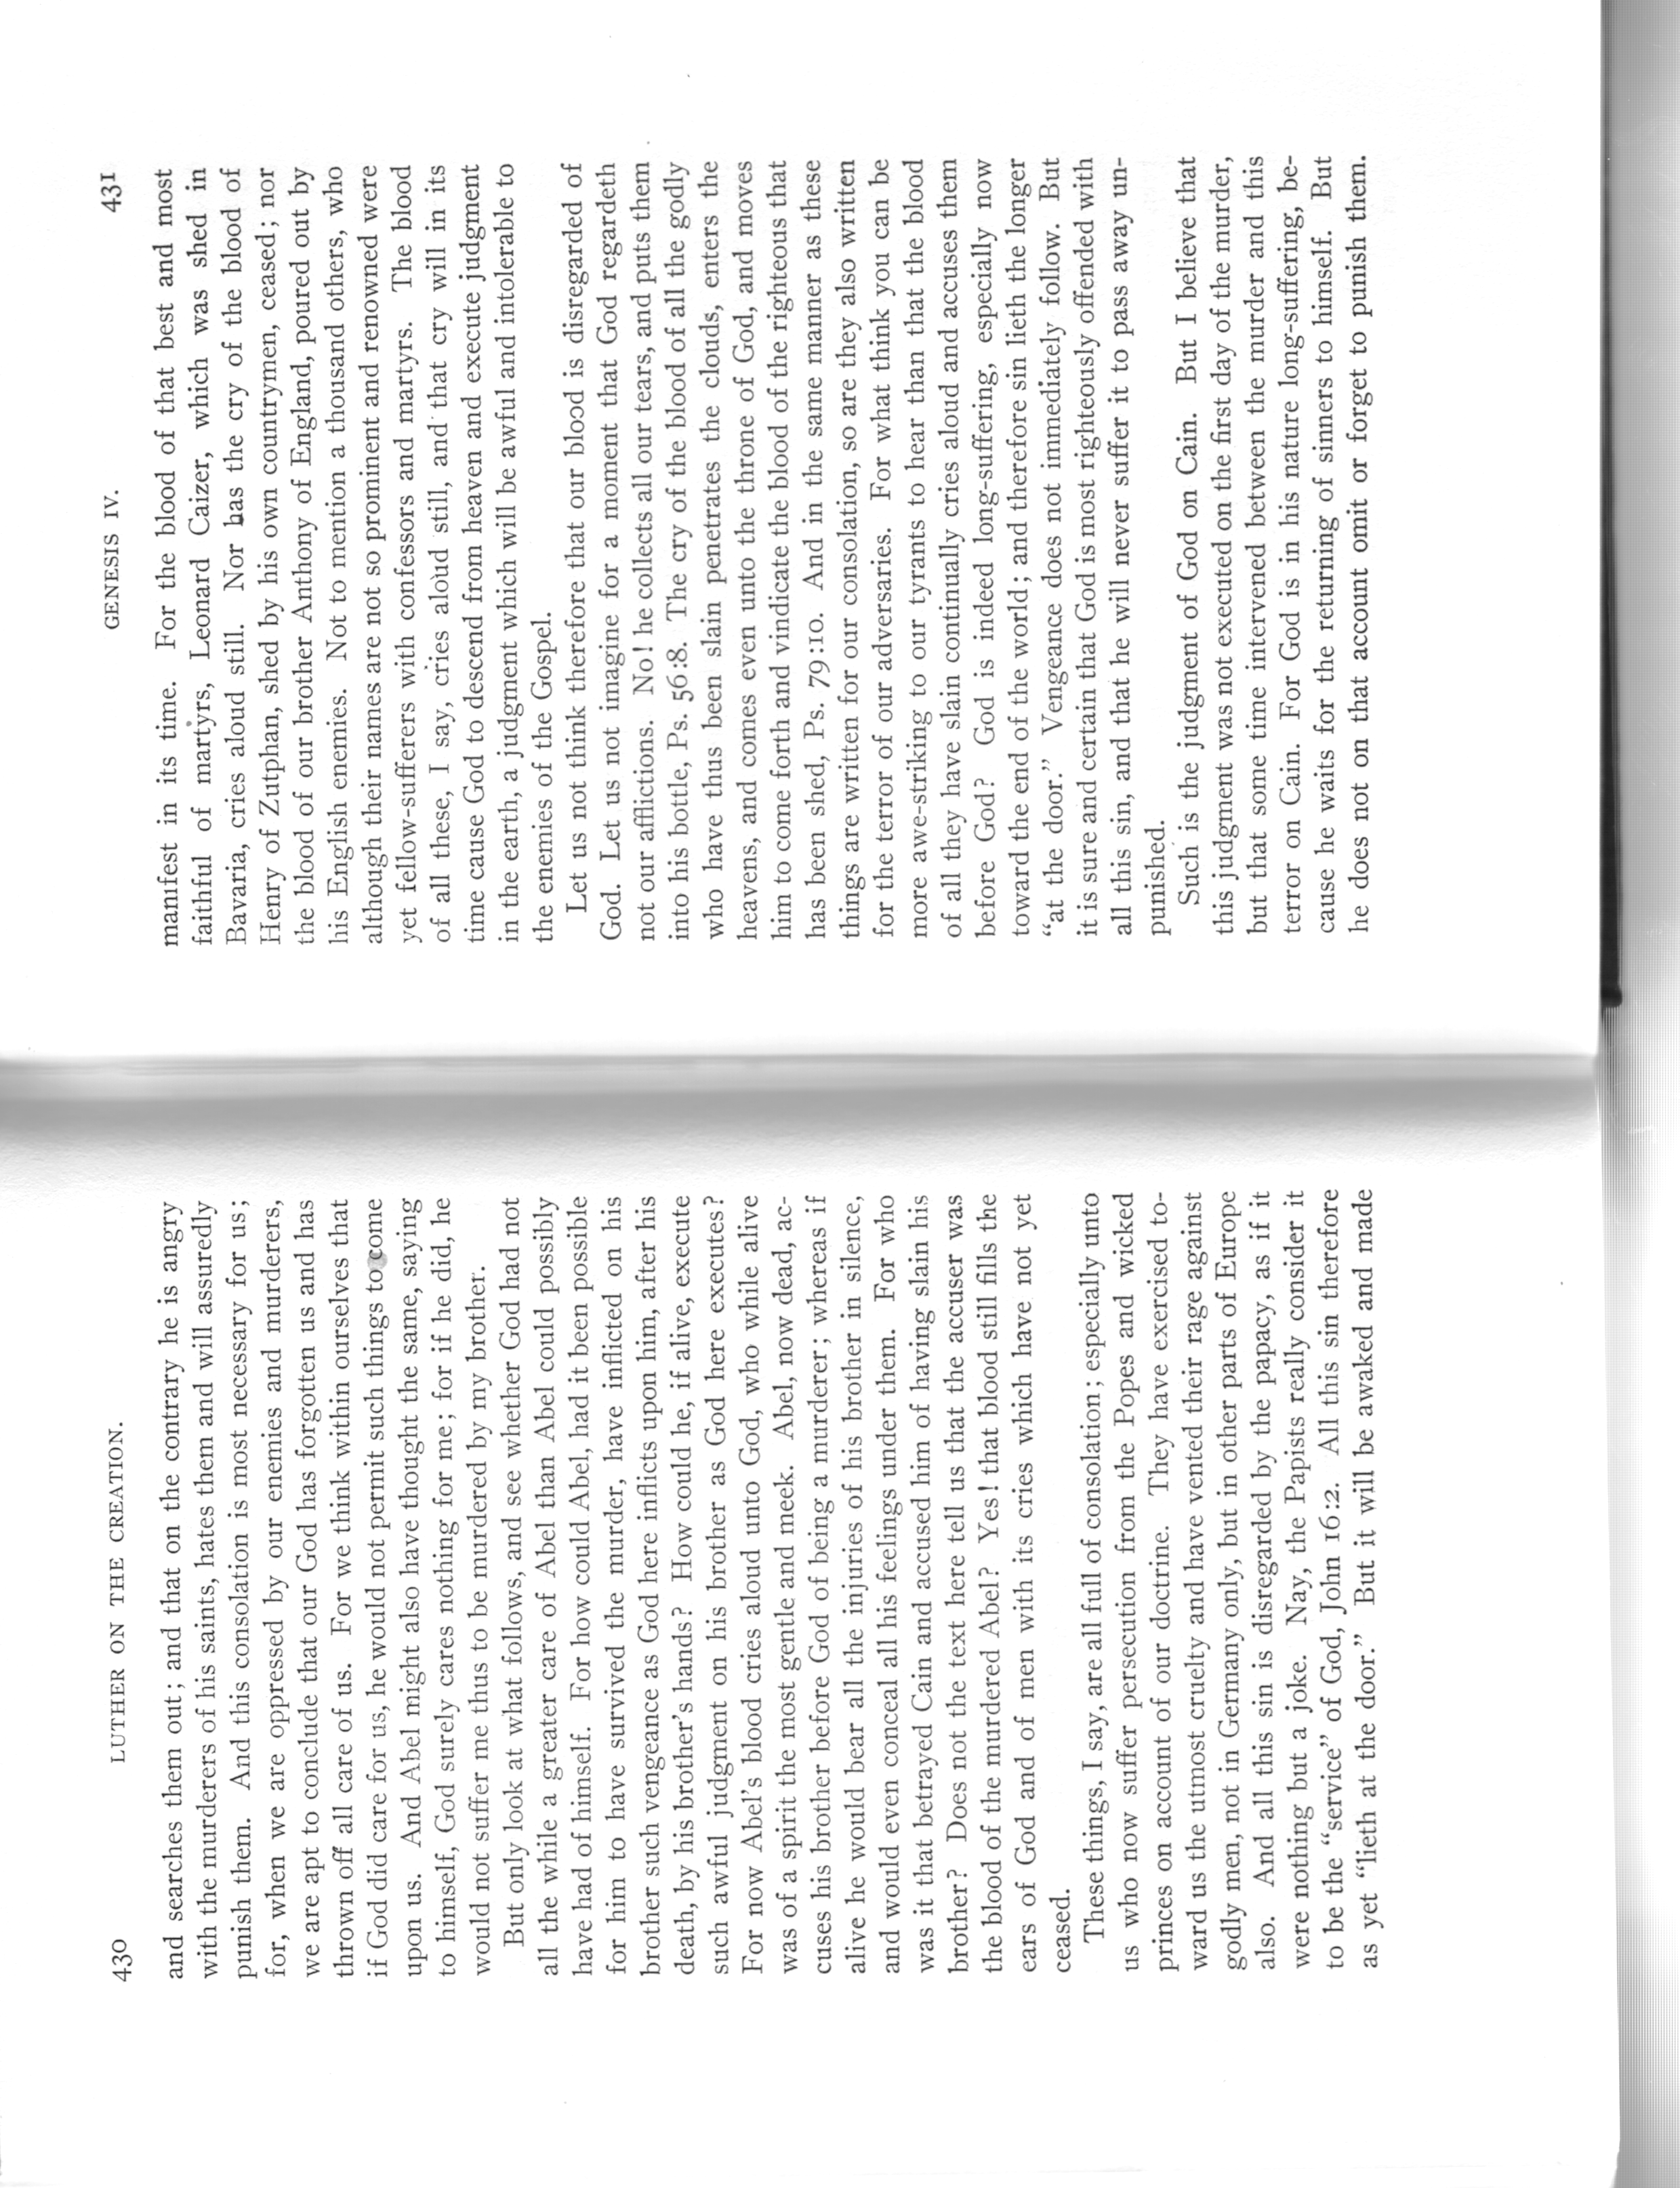 430 LUTHER ON THE CREATION.
and searches them out; and that on the contrary he is angry
with the murderers of his saints, hates them and will assuredly
punish them. And this consolation is most necessary for us;
for, when we are oppressed by our enemies and murderers,
we are apt to conclude that our God has forgotten us and has
thrown off all care of us. For we think within ourselves that
if God did care for us, he would not permit such things to come
upon us. And Abel might also have thought the same, saying
to himself, God surely cares nothing for me; for if he did, he
would not suffer me thus to be murdered by my brother.
But only look at what follows, and see whether God had not
all the while a greater care of Abel than Abel could possibly
have had of himself. For how could Abel, had it been possible
for him to have survived the murder, have inflicted on his
brother such vengeance as God here inflicts upon him, after his
death, by his brother's hands? How could he, if alive, execute
such awful judgment on his brother as God here executes?
For now Abel's blood cries aloud unto God, who while alive
was of a spirit the most gentle and meek. Abel, now dead, ac-
cuses his brother before God of being a murderer; whereas if
alive he would bear all the injuries of his brother in silence,
and would even conceal all his feelings under them. For who
was it that betrayed Cain and accused him of having slain his
brother? Does not the text here tell us that the accuser was
the blood of the murdered Abel? Yes! that blood still fills the
ears of God and of men with its cries which have not yet
ceased.
These things, I say, are all full of consolation; especially unto
us who now suffer persecution from the Popes and wicked
princes on account of our doctrine. They have exercised to-
ward us the utmost cruelty and have vented their rage against
godly men, not in Germany only, but in other parts of Europe
also. And all this sin is disregarded by the papacy, as if it
were nothing but a joke. Nay, the Papists really consider it
to be the “service” of God, John 16:2. All this sin therefore
as yet “lieth at the door.” But it will be awaked and made
GENESIS IV. 431
manifest in its time. For the blood of that best and most
faithful of martyrs, Leonard Caizer, which was shed in
Bavaria, cries aloud still. Nor has the cry of the blood of
Henry of Zutphan, shed by his own countrymen, ceased; nor
the blood of our brother Anthony of England, poured out by
his English enemies. Not to mention a thousand others, who
although their names are not so prominent and renowned were
yet fellow-sufferers with confessors and martyrs. The blood
of all these, I say, cries aloud still, and that cry will in its
time cause God to descend from heaven and execute judgment
in the earth, a judgment which will be awful and intolerable to
the enemies of the Gospel.
Let us not think therefore that our blood is disregarded of
God. Let us not imagine for a moment that God regardeth
not our afflictions. No! he collects all our tears, and puts them
into his bottle, Ps. 56:8. The cry of the blood of all the godly
who have thus been slain penetrates the clouds, enters the
heavens, and comes even unto the throne of God, and moves
him to come forth and vindicate the blood of the righteous that
has been shed, Ps. 79:10. And in the same manner as these
things are written for our consolation, so are they also written
for the terror of our adversaries. For what think you can be
more awe-striking to our tyrants to hear than that the blood
of all they have slain continually cries aloud and accuses them
before God? God is indeed long-suffering, especially now
toward the end of the world; and therefore sin lieth the longer
“at the door.” Vengeance does not immediately follow. But
it is sure and certain that God is most righteously offended with
all this sin, and that he will never suffer it to pass away un-
punished.
Such is the judgment of God on Cain. But I believe that
this judgment was not executed on the first day of the murder,
but that some time intervened between the murder and this
terror on Cain. For God is in his nature long-suffering, be-
cause he waits for the returning of sinners to himself. But
he does not on that account omit or forget to punish them.